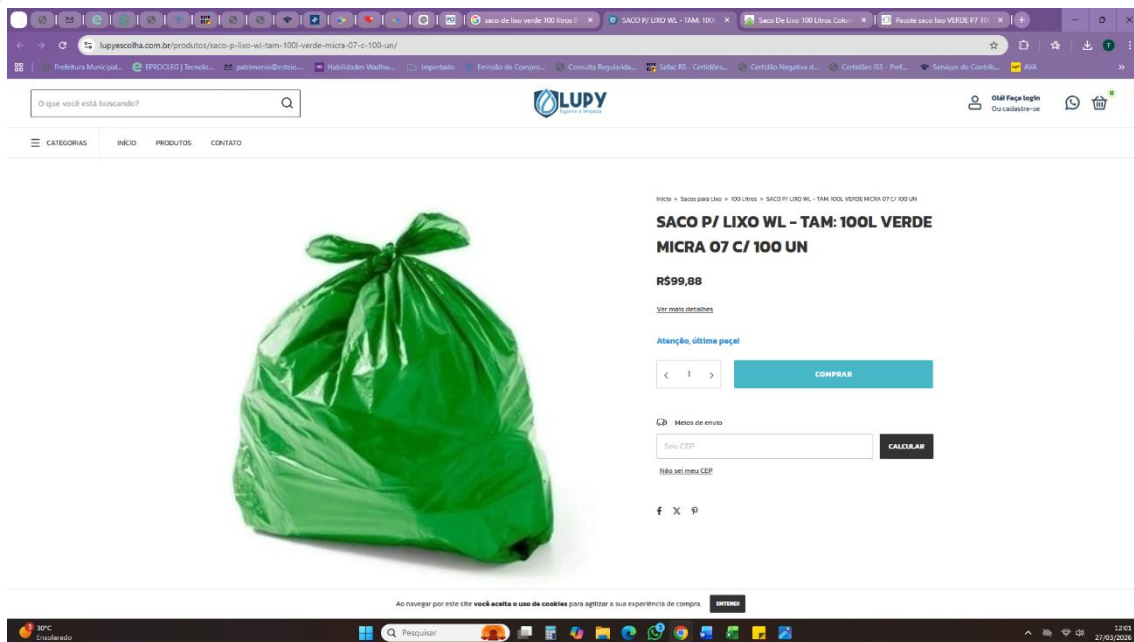 saco de lixo verde 100 litros 0
SACO P/ LIXO WL - TAM: 100L
Saco De Lixo 100 Litros Colori
Pacote saco lixo VERDE P7 10
lupyescolha.com.br/produtos/saco-p-lixo-wl-tam-100l-verde-micra-07-c-100-un/
Prefeitura Municipal...
EPROCLEG | Tecnolo...
patrimonio@esteio...
Habilidades Wadhw...
Importado
Emissão de Compro...
Consulta Regularida...
Sefaz RS - Certidões...
Certidão Negativa d...
Certidões ISS - Pref...
Serviços do Contrib...
AVA
O que você está buscando?
LUPY
higiene e limpeza
Olá! Faça login
Ou cadastre-se
0
CATEGORIAS
INÍCIO
PRODUTOS
CONTATO
Início > Sacos para Lixo > 100 Litros > SACO P/ LIXO WL - TAM: 100L VERDE MICRA 07 C/ 100 UN
SACO P/ LIXO WL - TAM: 100L VERDE
MICRA 07 C/ 100 UN
R$99,88
Ver mais detalhes
Atenção, última peça!
1
COMPRAR
Meios de envio
Seu CEP
CALCULAR
Não sei meu CEP
Ao navegar por este site você aceita o uso de cookies para agilizar a sua experiência de compra.
ENTENDI
30°C
Ensolarado
Pesquisar
12:01
27/03/2026